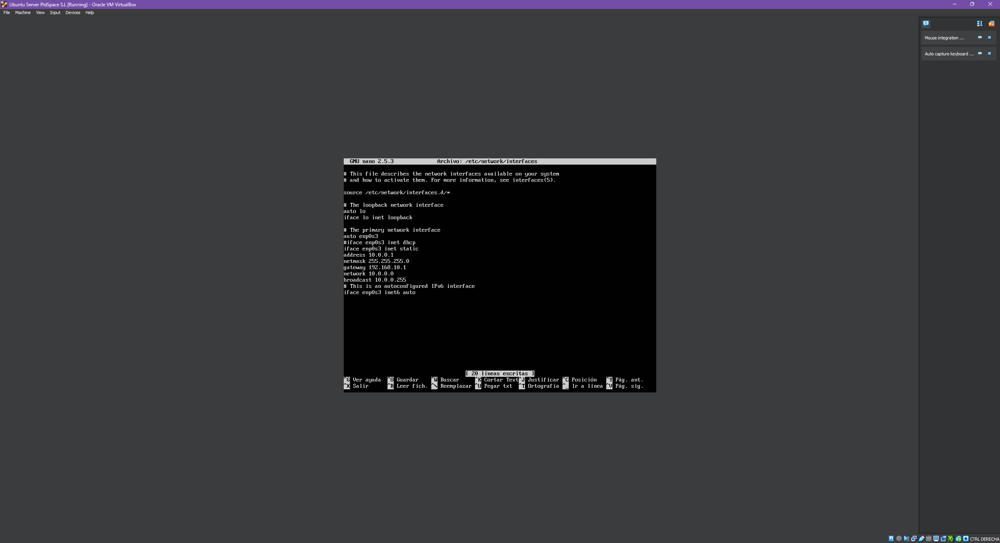 Ubuntu Server PldSpace S.L [Running] - Oracle VM VirtualBox
File Machine View Input Devices Help
Mouse integration ...
Auto capture keyboard ...
GNU nano 2.5.3 Archivo: /etc/network/interfaces
# This file describes the network interfaces available on your system
# and how to activate them. For more information, see interfaces(5).
source /etc/network/interfaces.d/*
# The loopback network interface
auto lo
iface lo inet loopback
# The primary network interface
auto enp0s3
#iface enp0s3 inet dhcp
iface enp0s3 inet static
address 10.0.0.1
netmask 255.255.255.0
gateway 192.168.10.1
network 10.0.0.0
broadcast 10.0.0.255
# This is an autoconfigured IPv6 interface
iface enp0s3 inet6 auto
[ 20 líneas escritas ]
^G Ver ayuda ^O Guardar ^W Buscar ^K Cortar Text ^J Justificar ^C Posición ^Y Pág. ant.
^X Salir ^R Leer fich. ^\ Reemplazar ^U Pegar txt ^T Ortografía ^_ Ir a línea ^V Pág. sig.
CTRL DERECHA